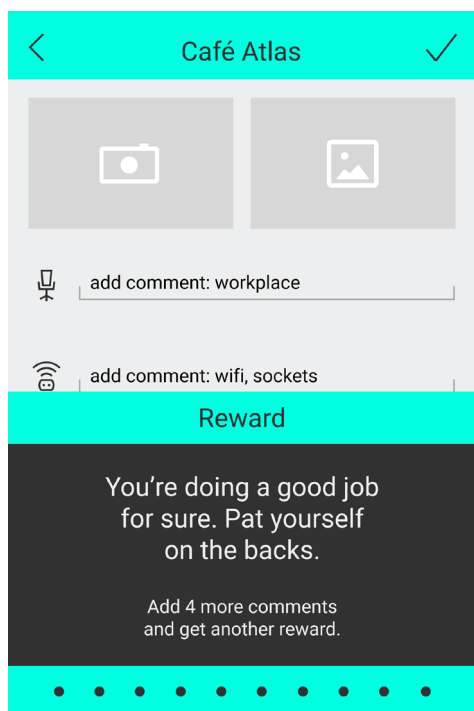 Café Atlas
add comment: workplace
add comment: wifi, sockets
Reward
You’re doing a good job
for sure. Pat yourself
on the backs.
Add 4 more comments
and get another reward.